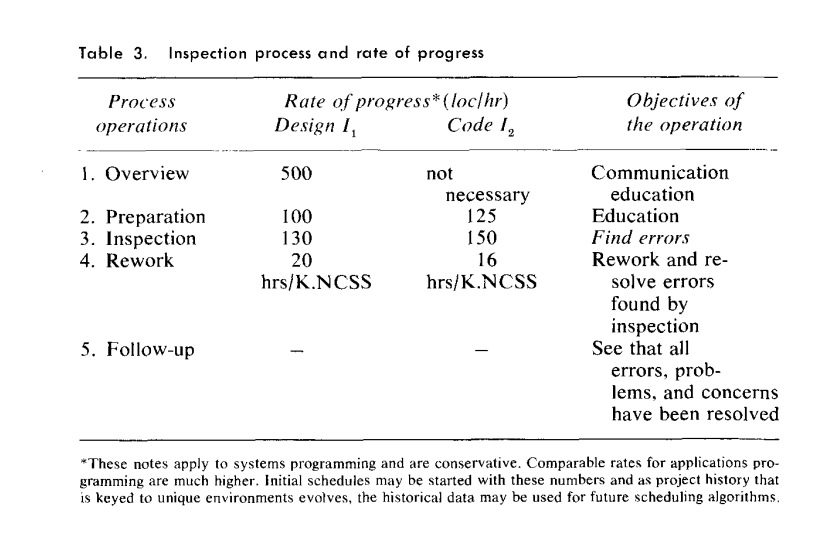 Table 3. Inspection process and rate of progress
Process operations Rate of progress* (loc/hr) Objectives of the operation
Design I₁ Code I₂
1. Overview 500 not necessary Communication education
2. Preparation 100 125 Education
3. Inspection 130 150 Find errors
4. Rework 20 hrs/K.NCSS 16 hrs/K.NCSS Rework and re-
solve errors
found by
inspection
5. Follow-up – – See that all
errors, prob-
lems, and concerns
have been resolved
*These notes apply to systems programming and are conservative. Comparable rates for applications pro-
gramming are much higher. Initial schedules may be started with these numbers and as project history that
is keyed to unique environments evolves, the historical data may be used for future scheduling algorithms.